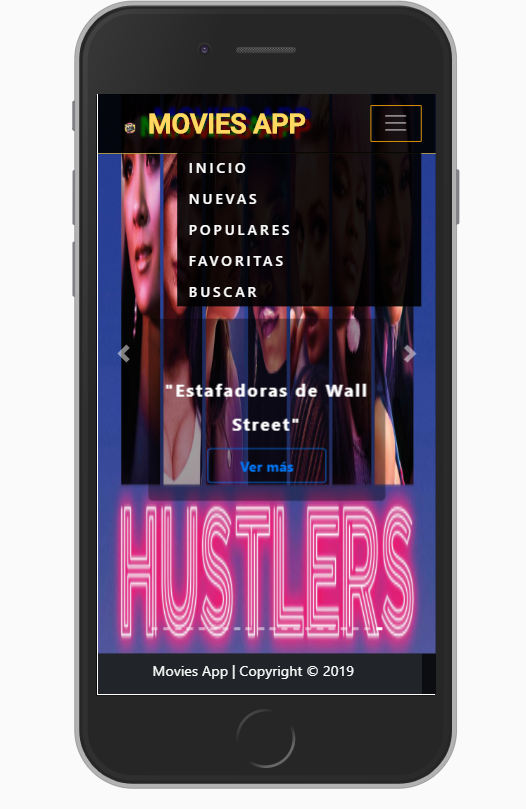 MOVIES APP
INICIO
NUEVAS
POPULARES
FAVORITAS
BUSCAR
"Estafadoras de Wall
Street"
Ver más
HUSTLERS
Movies App | Copyright © 2019